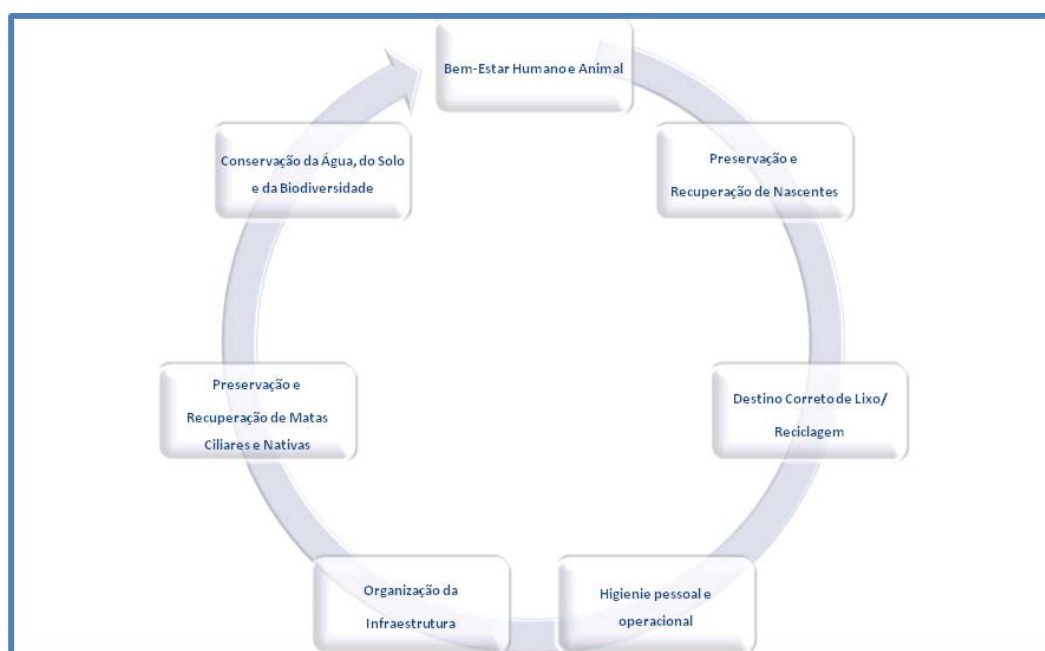 Bem-Estar Humano e Animal
Preservação e
Recuperação de Nascentes
Destino Correto de Lixo/
Reciclagem
Higienie pessoal e
operacional
Organização da
Infraestrutura
Preservação e
Recuperação de Matas
Ciliares e Nativas
Conservação da Água, do Solo
e da Biodiversidade